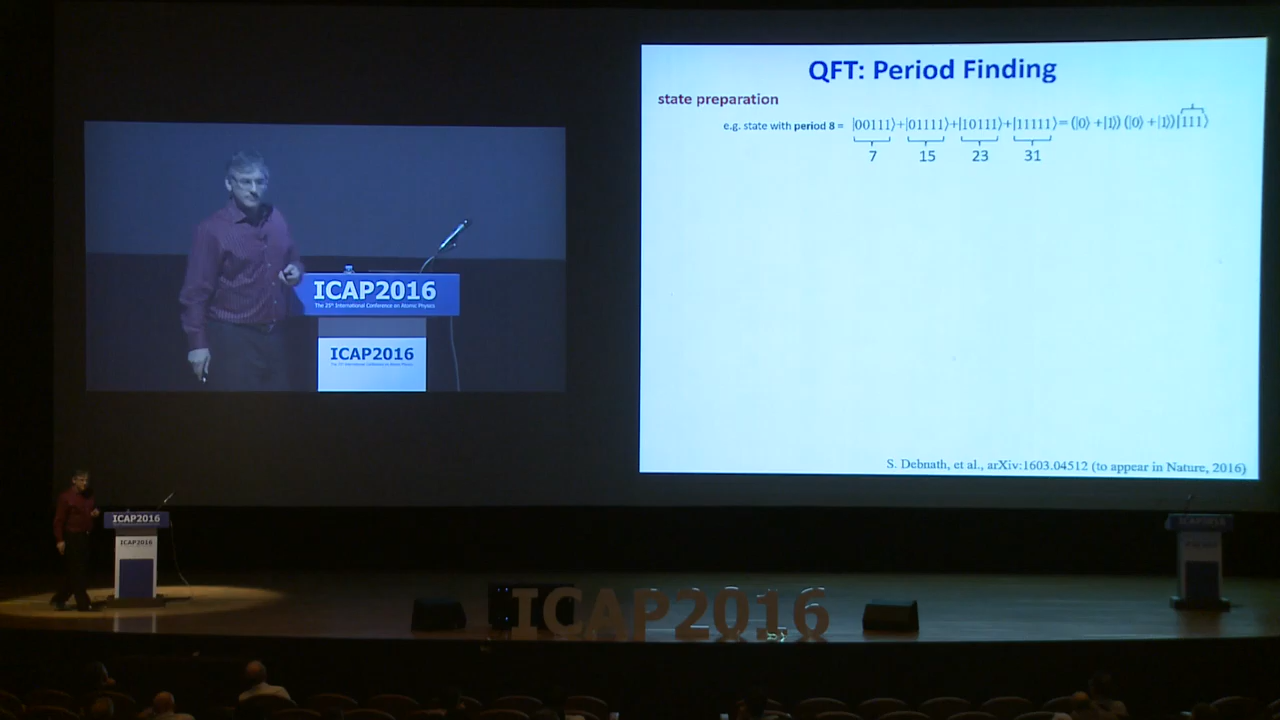 QFT: Period Finding
state preparation
e.g. state with period 8 = |00111⟩+|01111⟩+|10111⟩+|11111⟩=(|0⟩+|1⟩)(|0⟩+|1⟩)|111⟩
7 15 23 31
S. Debnath, et al., arXiv:1603.04512 (to appear in Nature, 2016)
ICAP2016
The 25th International Conference on Atomic Physics
ICAP2016
ICAP2016
ICAP2016
ICAP2016